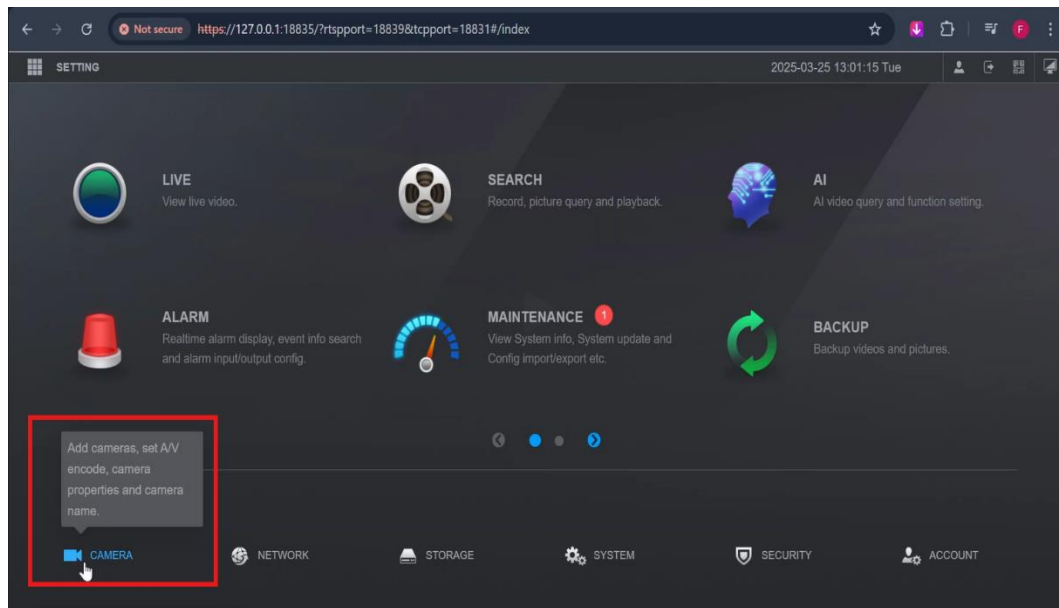 Not secure https://127.0.0.1:18835/?rtspport=18839&tcpport=18831#/index
F
SETTING
2025-03-25 13:01:15 Tue
LIVE
View live video.
SEARCH
Record, picture query and playback.
AI
AI video query and function setting.
ALARM
Realtime alarm display, event info search
and alarm input/output config.
MAINTENANCE 1
View System info, System update and
Config import/export etc.
BACKUP
Backup videos and pictures.
Add cameras, set A/V
encode, camera
properties and camera
name.
CAMERA
NETWORK
STORAGE
SYSTEM
SECURITY
ACCOUNT